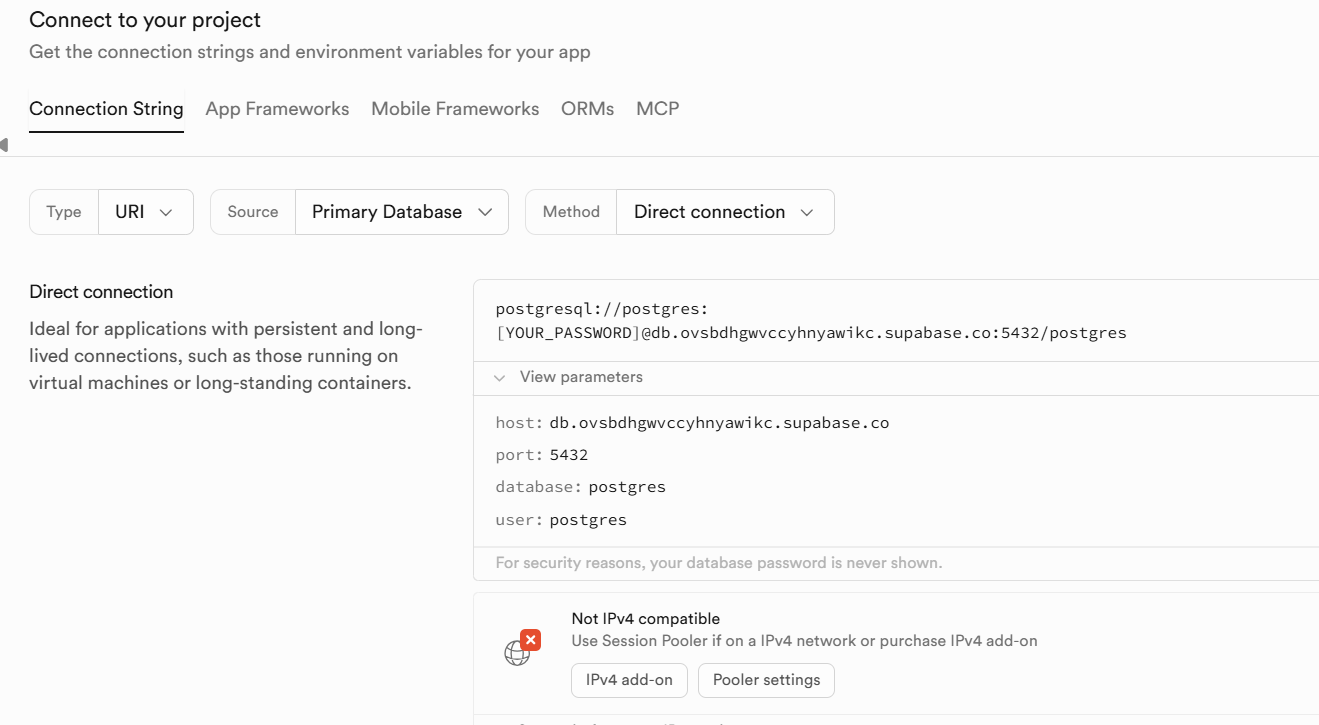 Connect to your project
Get the connection strings and environment variables for your app
Connection String App Frameworks Mobile Frameworks ORMs MCP
Type URI Source Primary Database Method Direct connection
Direct connection
Ideal for applications with persistent and long-
lived connections, such as those running on
virtual machines or long-standing containers.
postgresql://postgres:
[YOUR_PASSWORD]@db.ovsbdhgwvccyhnyawikc.supabase.co:5432/postgres
View parameters
host: db.ovsbdhgwvccyhnyawikc.supabase.co
port: 5432
database: postgres
user: postgres
For security reasons, your database password is never shown.
Not IPv4 compatible
Use Session Pooler if on a IPv4 network or purchase IPv4 add-on
IPv4 add-on Pooler settings